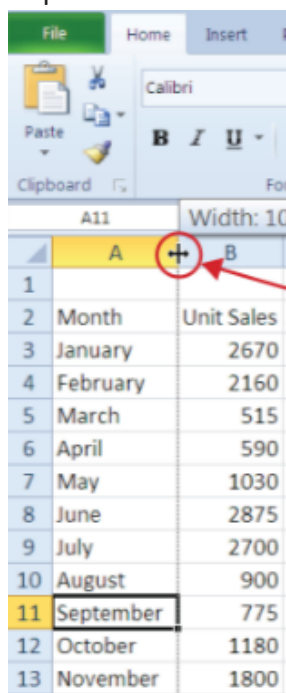 File Home Insert
Calibri
Paste B I U
Clipboard
A11 Width: 10
A B
1
2 Month Unit Sales
3 January 2670
4 February 2160
5 March 515
6 April 590
7 May 1030
8 June 2875
9 July 2700
10 August 900
11 September 775
12 October 1180
13 November 1800